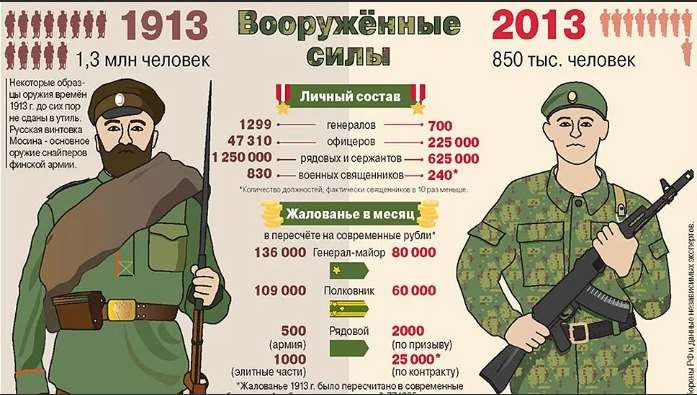 1913
Вооружённые
силы
2013
1,3 млн человек
850 тыс. человек
Некоторые образ-
цы оружия времён
1913 г. до сих пор
не сданы в утиль.
Русская винтовка
Мосина - основное
оружие снайперов
финской армии.
Личный состав
1299 генералов 700
47 310 офицеров 225 000
1 250 000 рядовых и сержантов 625 000
830 военных священников 240*
*Количество должностей, фактически священников в 10 раз меньше.
Жалованье в месяц
в пересчёте на современные рубли*
136 000 Генерал-майор 80 000
109 000 Полковник 60 000
500 Рядовой 2000
(армия) (по призыву)
1000 25 000*
(элитные части) (по контракту)
*Жалованье 1913 г. было пересчитано в современные
ороны РФ и данные независимых экспертов.